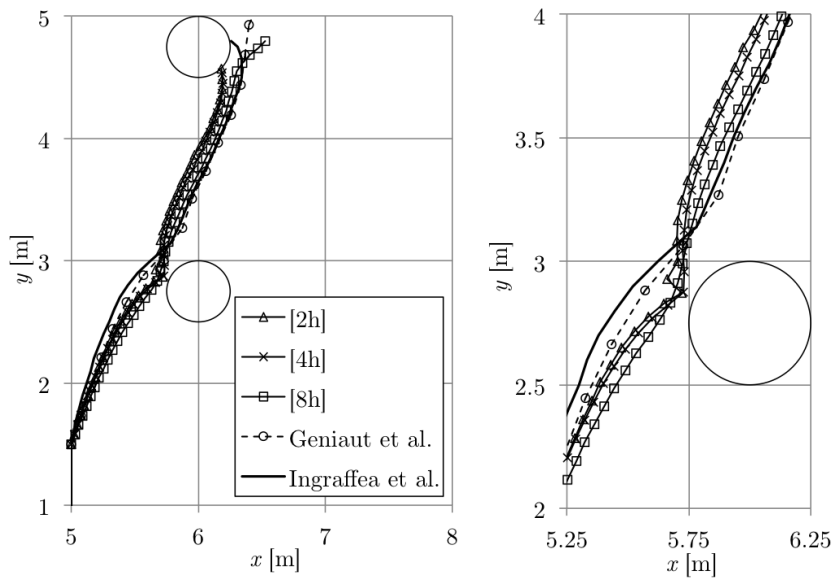 5
4
3
2
1
y [m]
5
6
7
8
x [m]
[2h]
[4h]
[8h]
Geniaut et al.
Ingraffea et al.
4
3.5
3
2.5
2
y [m]
5.25
5.75
6.25
x [m]